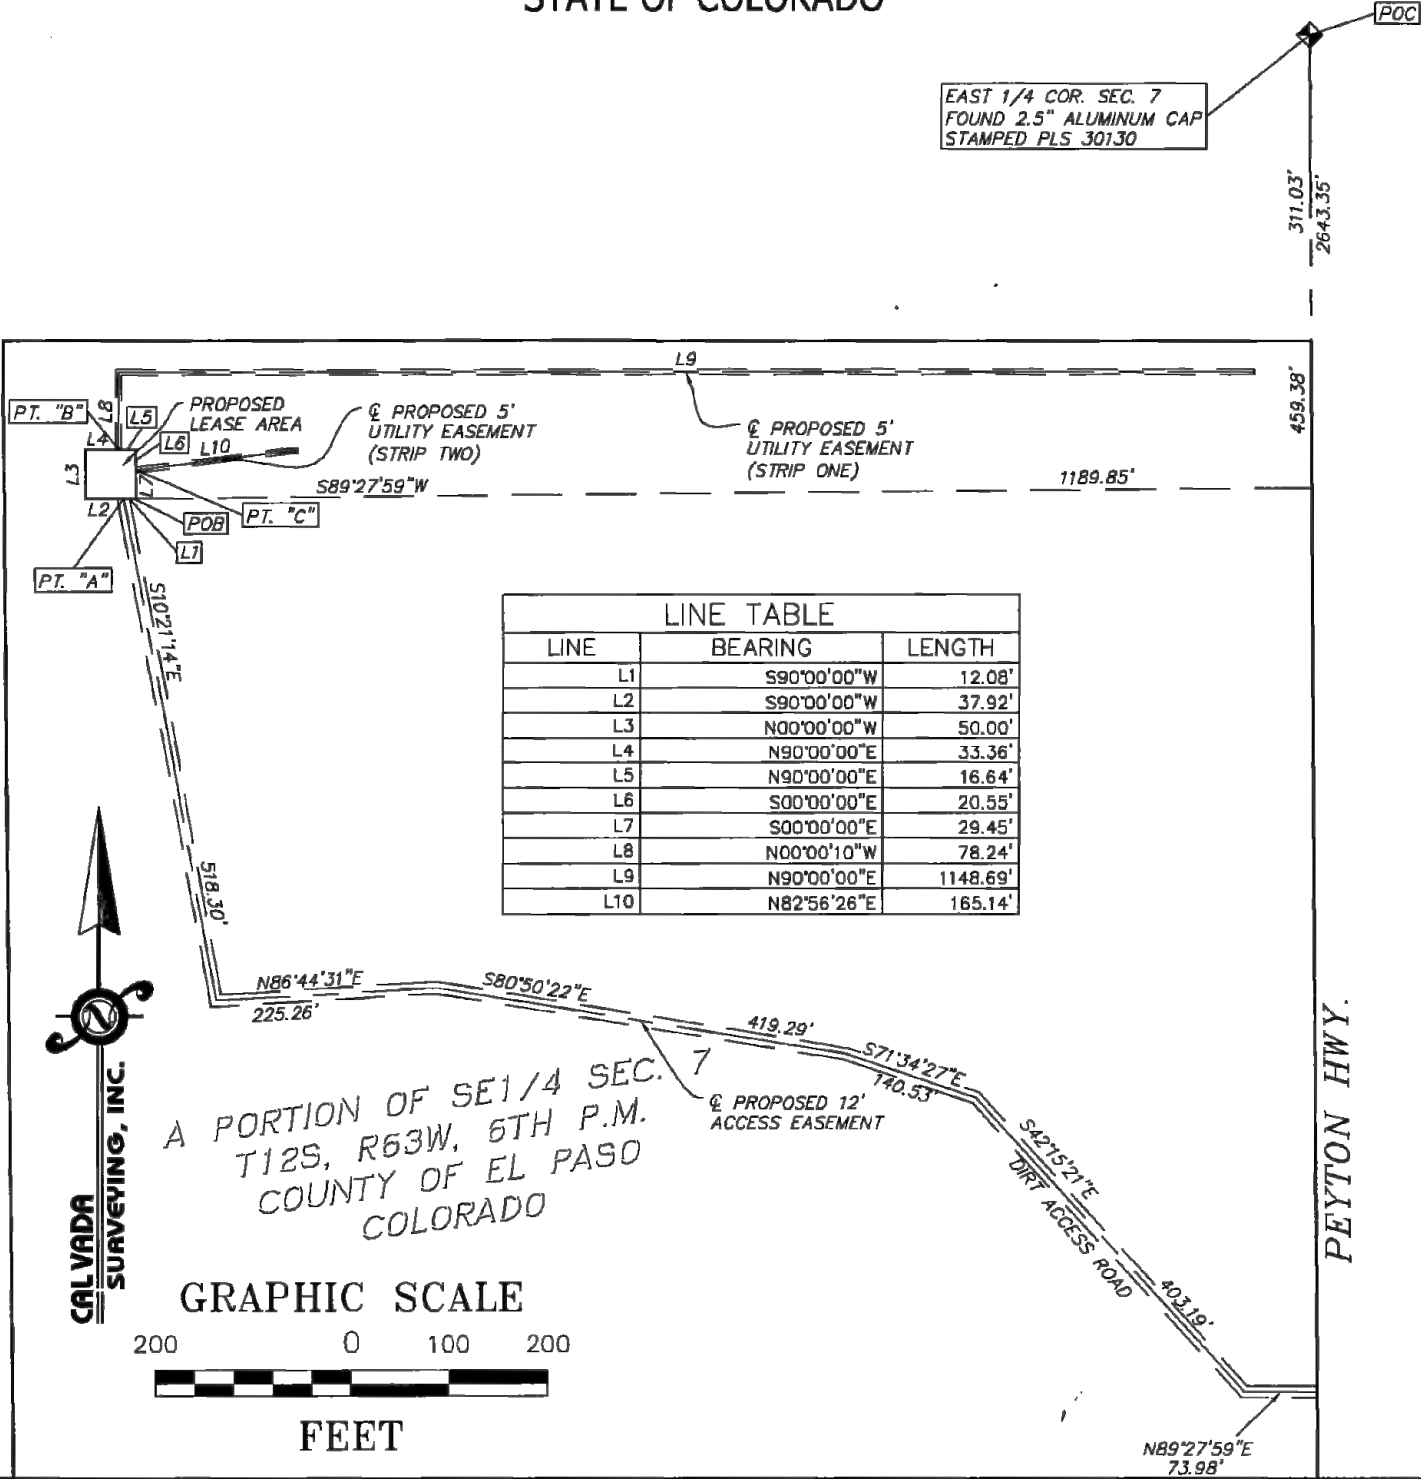 STATE OF COLORADO
POC
EAST 1/4 COR. SEC. 7
FOUND 2.5" ALUMINUM CAP
STAMPED PLS 30130
311.03'
2643.35'
L9
459.38'
PT. "B"
L8
L5
PROPOSED
LEASE AREA
L4
L6
L10
℄ PROPOSED 5'
UTILITY EASEMENT
(STRIP TWO)
℄ PROPOSED 5'
UTILITY EASEMENT
(STRIP ONE)
L3
L7
S89°27'59"W
1189.85'
L2
POB
PT. "C"
L1
PT. "A"
S10°21'14"E
518.30'
LINE TABLE
LINE BEARING LENGTH
L1 S90°00'00"W 12.08'
L2 S90°00'00"W 37.92'
L3 N00°00'00"W 50.00'
L4 N90°00'00"E 33.36'
L5 N90°00'00"E 16.64'
L6 S00°00'00"E 20.55'
L7 S00°00'00"E 29.45'
L8 N00°00'10"W 78.24'
L9 N90°00'00"E 1148.69'
L10 N82°56'26"E 165.14'
N86°44'31"E
225.26'
S80°50'22"E
419.29'
S71°34'27"E
140.53'
℄ PROPOSED 12'
ACCESS EASEMENT
S42°15'21"E
DIRT ACCESS ROAD
403.19'
N89°27'59"E
73.98'
PEYTON HWY.
A PORTION OF SE1/4 SEC. 7
T12S, R63W, 6TH P.M.
COUNTY OF EL PASO
COLORADO
N
CALVADA
SURVEYING, INC.
GRAPHIC SCALE
200 0 100 200
FEET